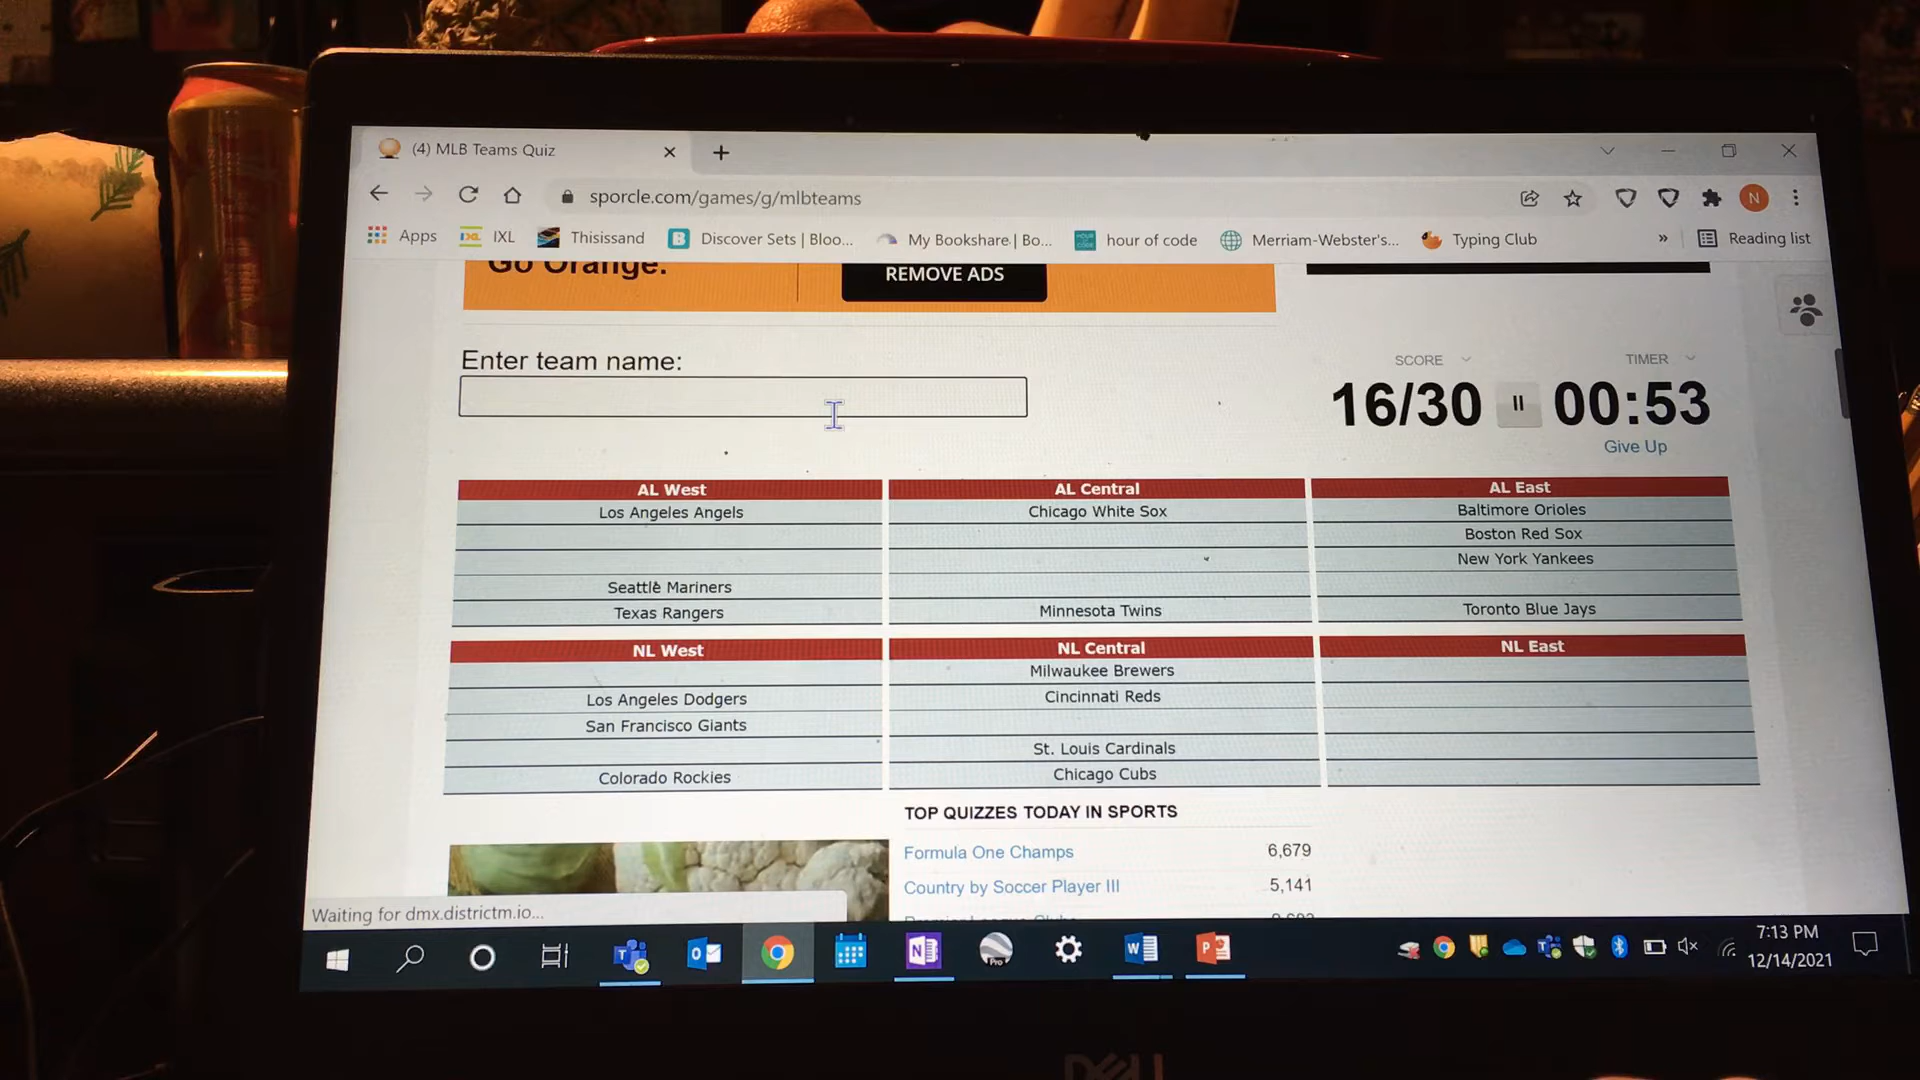 (4) MLB Teams Quiz
sporcle.com/games/g/mlbteams
N
Apps IXL Thisissand Discover Sets | Bloo... My Bookshare | Bo... hour of code Merriam-Webster's... Typing Club » Reading list
Go Orange.
REMOVE ADS
Enter team name:
SCORE TIMER
16/30 00:53
Give Up
AL West AL Central AL East
Los Angeles Angels Chicago White Sox Baltimore Orioles
Boston Red Sox
New York Yankees
Seattle Mariners
Texas Rangers Minnesota Twins Toronto Blue Jays
NL West NL Central NL East
Milwaukee Brewers
Los Angeles Dodgers Cincinnati Reds
San Francisco Giants
St. Louis Cardinals
Colorado Rockies Chicago Cubs
TOP QUIZZES TODAY IN SPORTS
Formula One Champs 6,679
Country by Soccer Player III 5,141
Waiting for dmx.districtm.io...
7:13 PM
12/14/2021
DELL